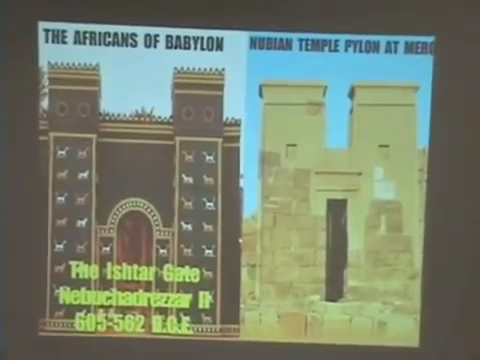 THE AFRICANS OF BABYLON
NUBIAN TEMPLE PYLON AT MERO
The Ishtar Gate
Nebuchadrezzar II
605-562 B.C.E.